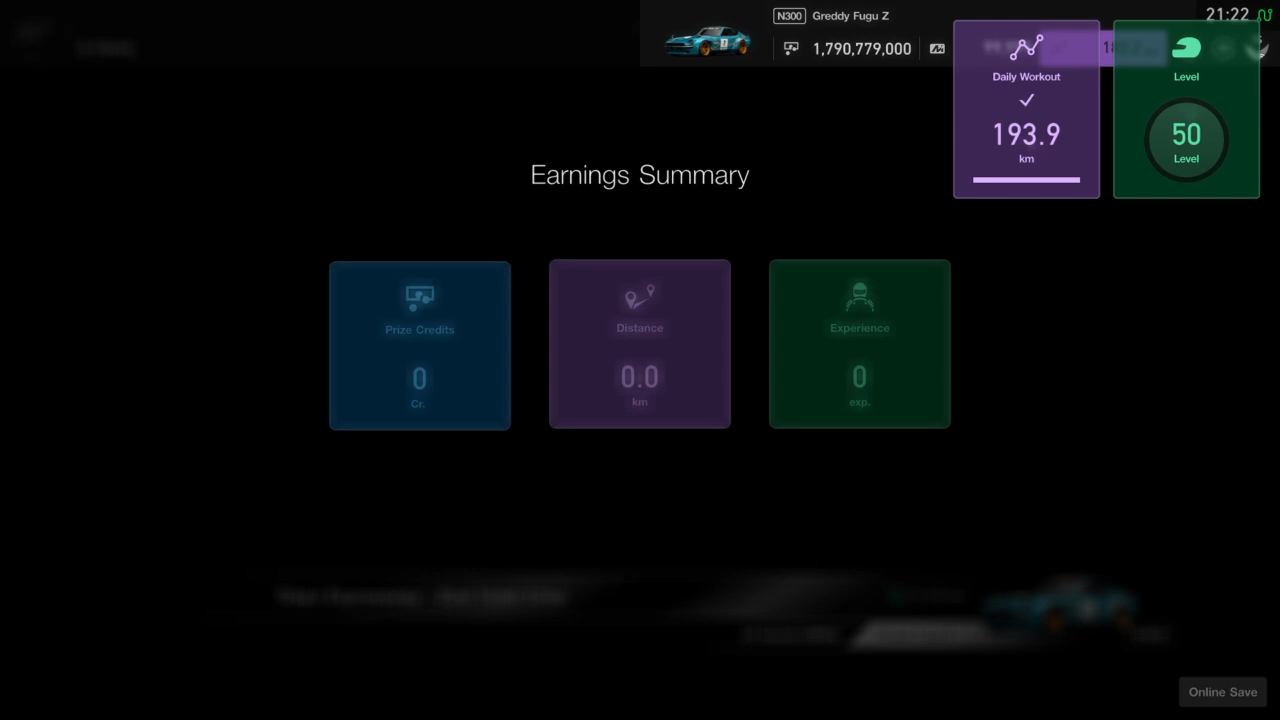 N300 Greddy Fugu Z
21:22
1,790,779,000
Daily Workout
193.9
km
Level
50
Level
Earnings Summary
Prize Credits
0
Cr.
Distance
0.0
km
Experience
0
exp.
Online Save